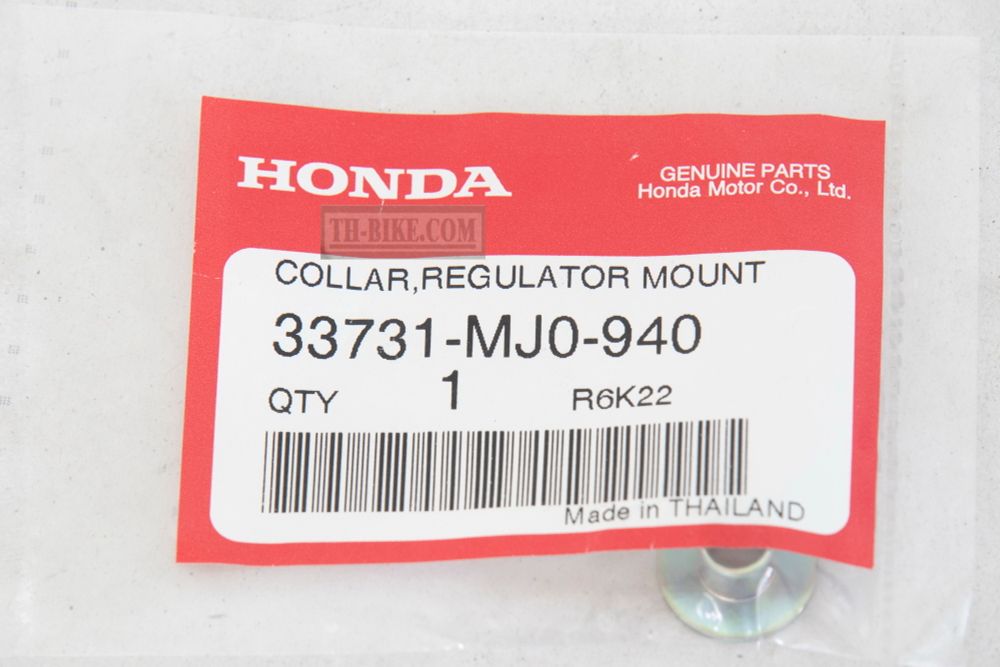 HONDA
GENUINE PARTS
Honda Motor Co., Ltd.
TH-BIKE.COM
COLLAR,REGULATOR MOUNT
33731-MJ0-940
QTY 1 R6K22
Made in THAILAND